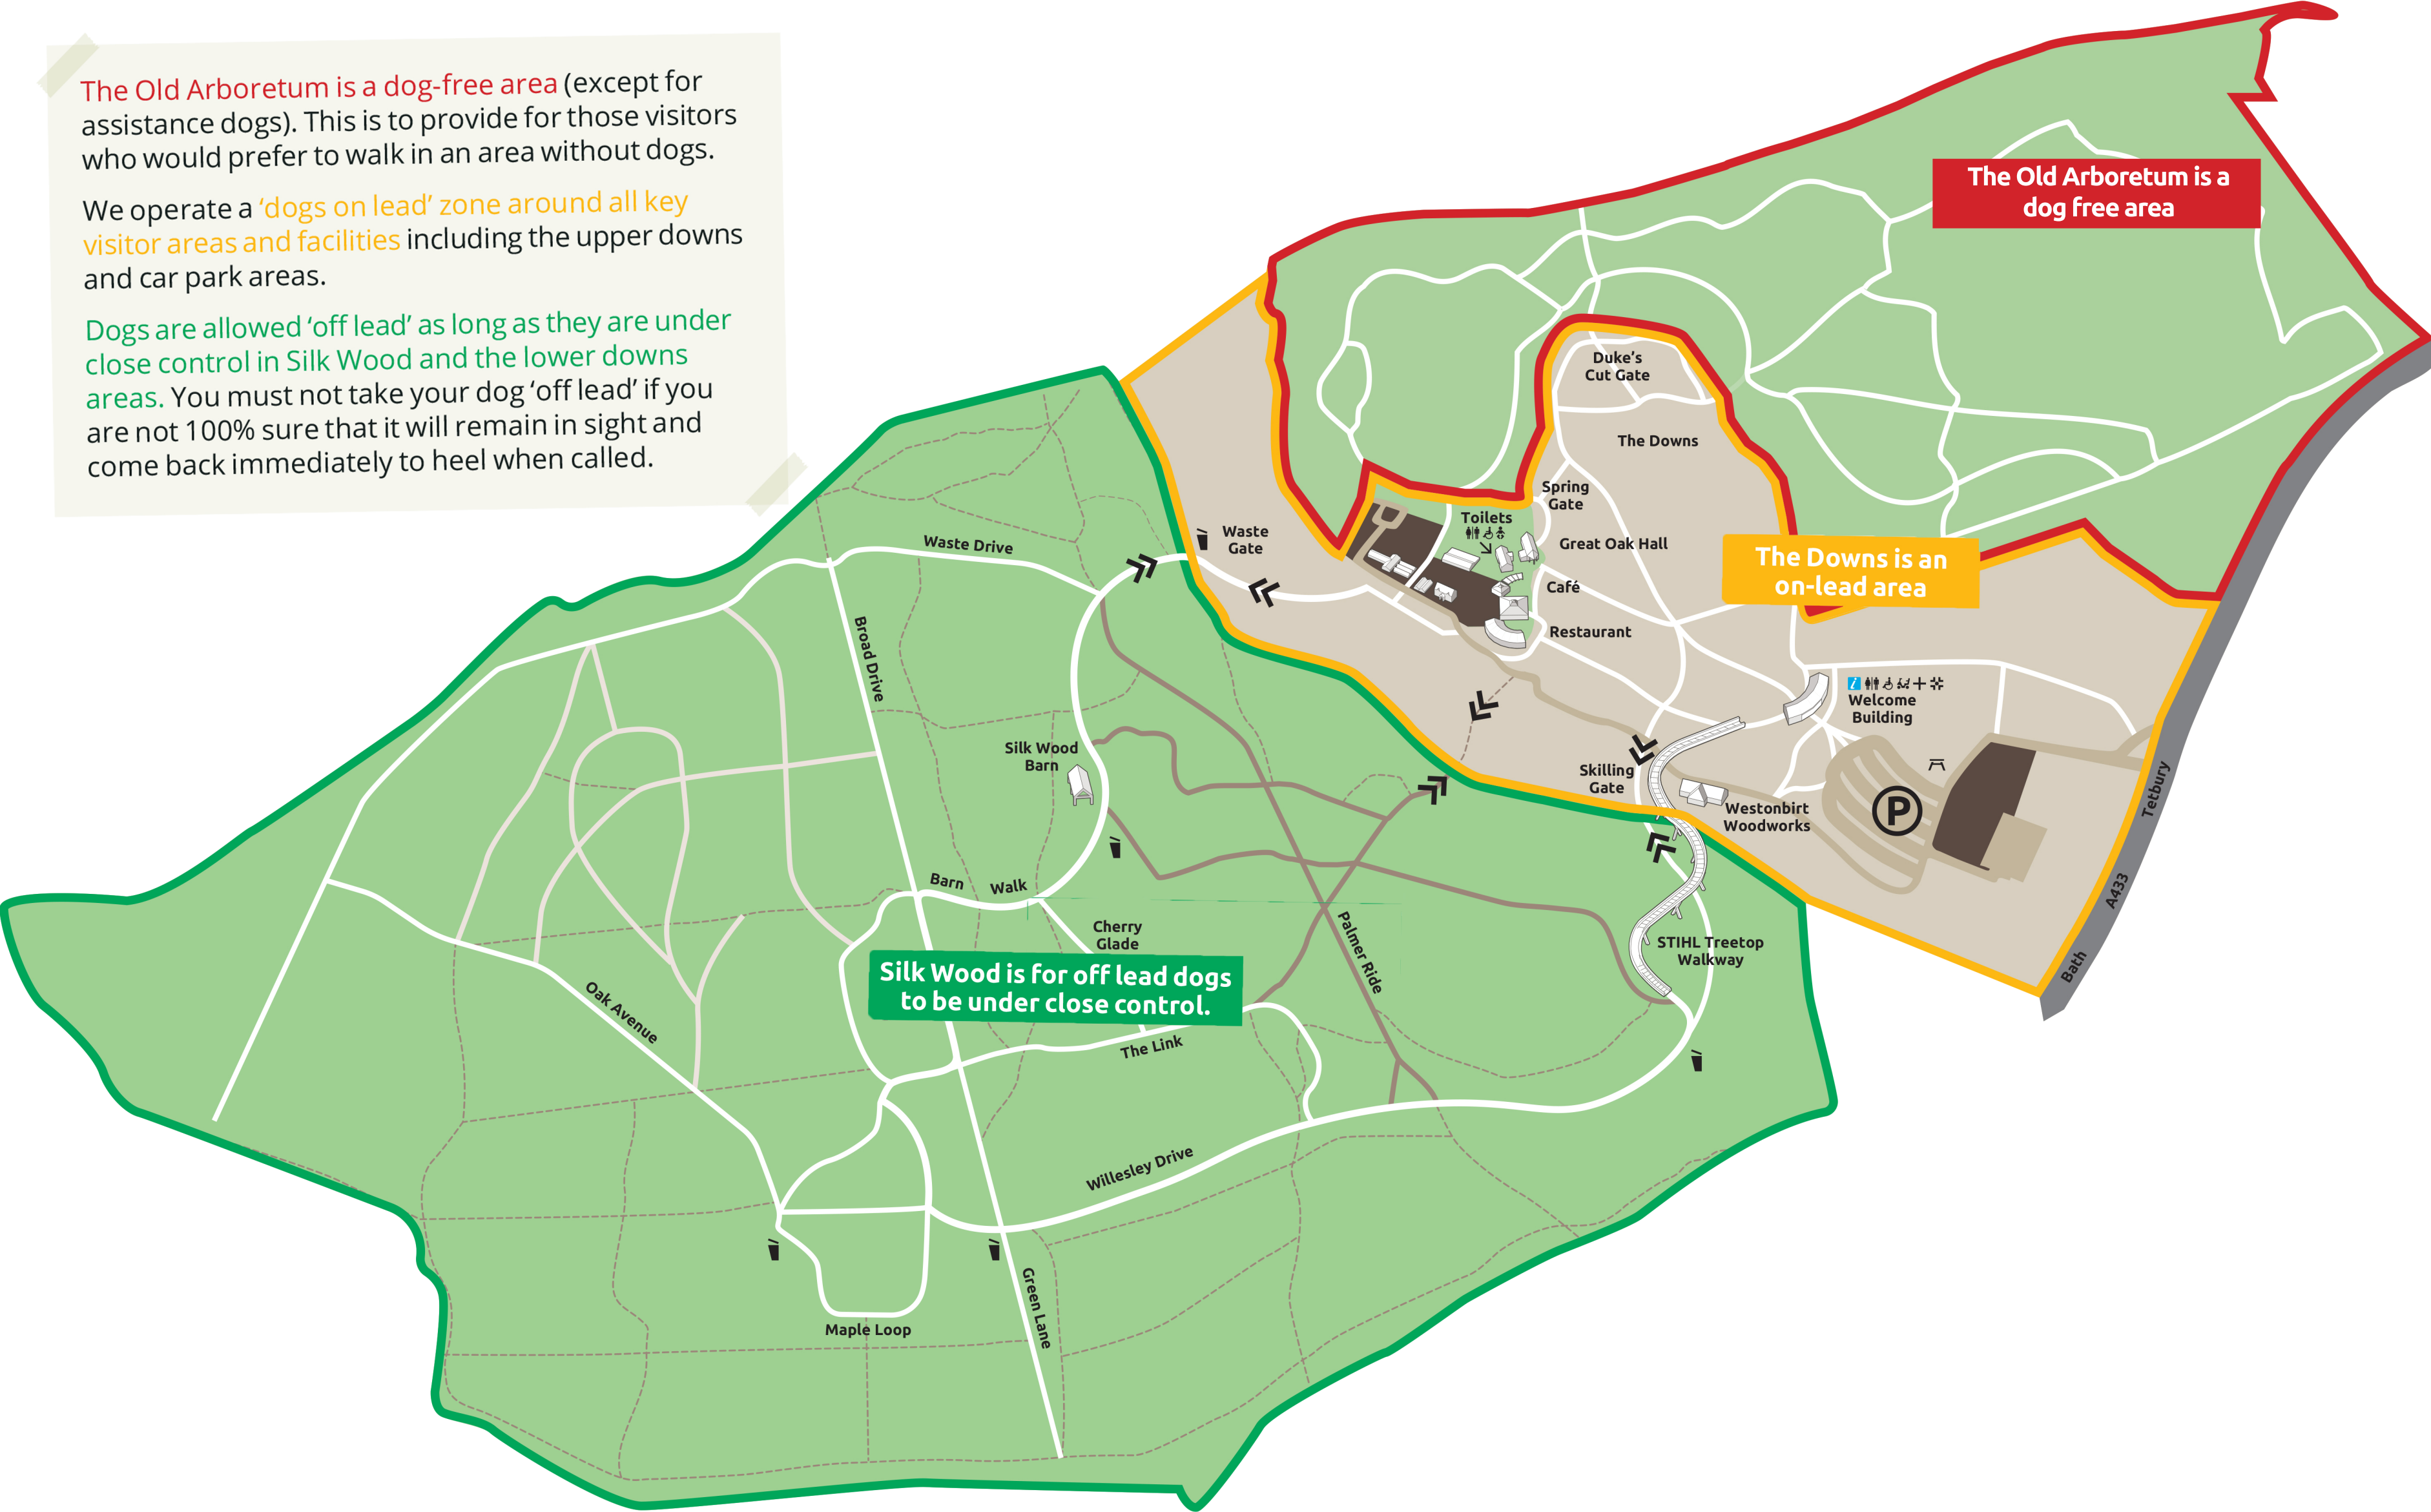 The Old Arboretum is a dog-free area (except for
assistance dogs). This is to provide for those visitors
who would prefer to walk in an area without dogs.
We operate a ‘dogs on lead’ zone around all key
visitor areas and facilities including the upper downs
and car park areas.
Dogs are allowed ‘off lead’ as long as they are under
close control in Silk Wood and the lower downs
areas. You must not take your dog ‘off lead’ if you
are not 100% sure that it will remain in sight and
come back immediately to heel when called.
The Old Arboretum is a
dog free area
Duke’s
Cut Gate
The Downs
Spring
Gate
Toilets
Waste
Gate
Great Oak Hall
Waste Drive
The Downs is an
on-lead area
Café
Restaurant
Broad Drive
i
Welcome
Building
Silk Wood
Barn
Skilling
Gate
Westonbirt
Woodworks
P
Tetbury
A433
Bath
Barn Walk
Cherry
Glade
Palmer Ride
STIHL Treetop
Walkway
Silk Wood is for off lead dogs
to be under close control.
Oak Avenue
The Link
Willesley Drive
Green Lane
Maple Loop